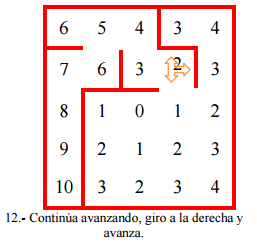 6 5 4 3 4
7 6 3 2 3
8 1 0 1 2
9 2 1 2 3
10 3 2 3 4
12.- Continúa avanzando, giro a la derecha y
avanza.